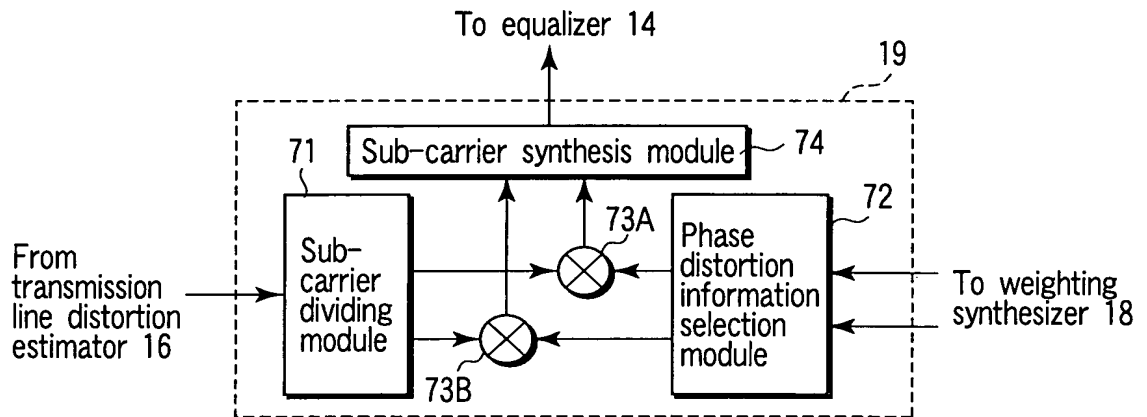 To equalizer 14
19
71
Sub-carrier synthesis module
74
72
73A
From
transmission
line distortion
estimator 16
Sub-
carrier
dividing
module
Phase
distortion
information
selection
module
To weighting
synthesizer 18
73B